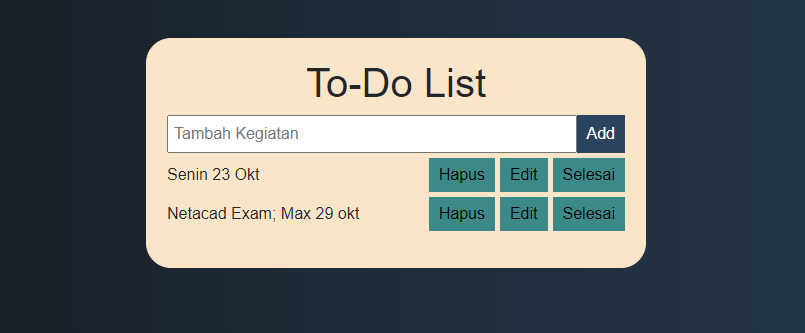 To-Do List
Tambah Kegiatan Add
Senin 23 Okt Hapus Edit Selesai
Netacad Exam; Max 29 okt Hapus Edit Selesai